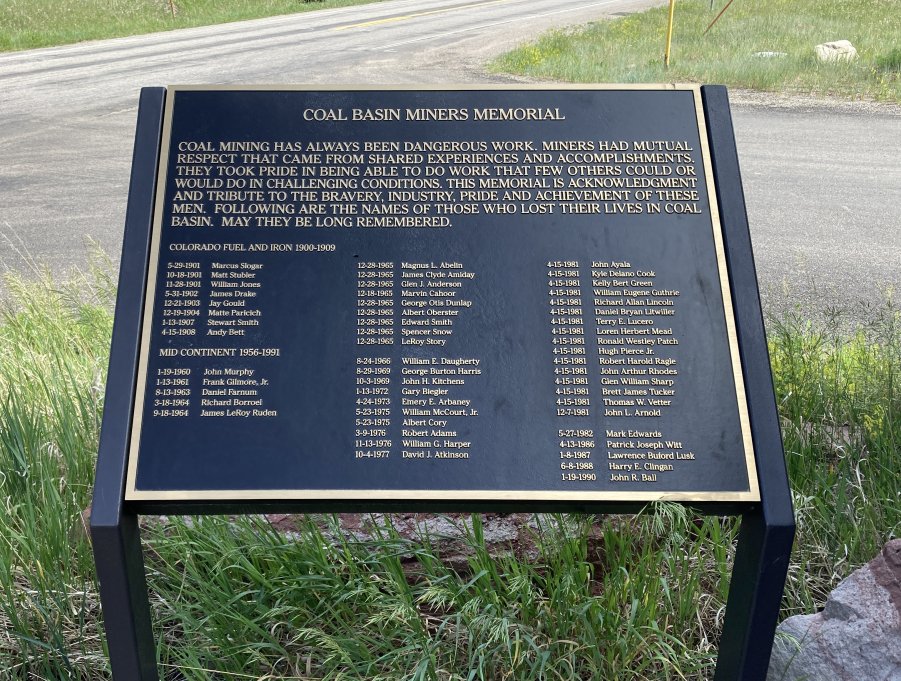 COAL BASIN MINERS MEMORIAL
COAL MINING HAS ALWAYS BEEN DANGEROUS WORK. MINERS HAD MUTUAL
RESPECT THAT CAME FROM SHARED EXPERIENCES AND ACCOMPLISHMENTS.
THEY TOOK PRIDE IN BEING ABLE TO DO WORK THAT FEW OTHERS COULD OR
WOULD DO IN CHALLENGING CONDITIONS. THIS MEMORIAL IS ACKNOWLEDGMENT
AND TRIBUTE TO THE BRAVERY, INDUSTRY, PRIDE AND ACHIEVEMENT OF THESE
MEN. FOLLOWING ARE THE NAMES OF THOSE WHO LOST THEIR LIVES IN COAL
BASIN. MAY THEY BE LONG REMEMBERED.
COLORADO FUEL AND IRON 1900-1909
5-29-1901 Marcus Slogar
10-18-1901 Matt Stubler
11-28-1901 William Jones
5-31-1902 James Drake
12-21-1903 Jay Gould
12-19-1904 Matte Paricich
1-13-1907 Stewart Smith
4-15-1908 Andy Bett
MID CONTINENT 1956-1991
1-19-1960 John Murphy
1-13-1961 Frank Gilmore, Jr.
8-13-1963 Daniel Farnum
3-18-1964 Richard Borroel
9-18-1964 James LeRoy Ruden
12-28-1965 Magnus L. Abelin
12-28-1965 James Clyde Amiday
12-28-1965 Glen J. Anderson
12-18-1965 Marvin Cahoor
12-28-1965 George Otis Dunlap
12-28-1965 Albert Oberster
12-28-1965 Edward Smith
12-28-1965 Spencer Snow
12-28-1965 LeRoy Story
8-24-1966 William E. Daugherty
8-29-1969 George Burton Harris
10-3-1969 John H. Kitchens
1-13-1972 Gary Biegler
4-24-1973 Emery E. Arbaney
5-23-1975 William McCourt, Jr.
5-23-1975 Albert Cory
3-9-1976 Robert Adams
11-13-1976 William G. Harper
10-4-1977 David J. Atkinson
4-15-1981 John Ayala
4-15-1981 Kyle Delano Cook
4-15-1981 Kelly Bert Green
4-15-1981 William Eugene Guthrie
4-15-1981 Richard Allan Lincoln
4-15-1981 Daniel Bryan Litwiller
4-15-1981 Terry E. Lucero
4-15-1981 Loren Herbert Mead
4-15-1981 Ronald Westley Patch
4-15-1981 Hugh Pierce Jr.
4-15-1981 Robert Harold Ragle
4-15-1981 John Arthur Rhodes
4-15-1981 Glen William Sharp
4-15-1981 Brett James Tucker
4-15-1981 Thomas W. Vetter
12-7-1981 John L. Arnold
5-27-1982 Mark Edwards
4-13-1986 Patrick Joseph Witt
1-8-1987 Lawrence Buford Lusk
6-8-1988 Harry E. Clingan
1-19-1990 John R. Ball